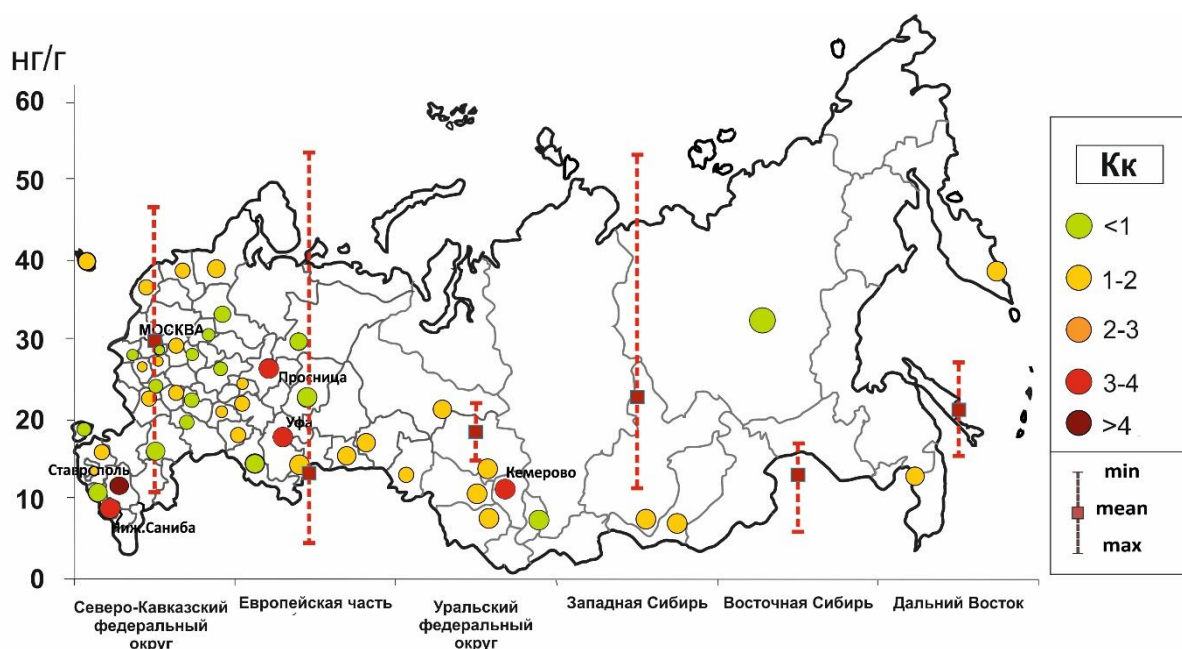 нг/г
60
50
40
30
20
10
0
МОСКВА
Просница
Уфа
Ставрополь
Ниж.Саниба
Кемерово
Северо-Кавказский
федеральный
округ
Европейская часть
Уральский
федеральный
округ
Западная Сибирь
Восточная Сибирь
Дальний Восток
Кк
<1
1-2
2-3
3-4
>4
min
mean
max